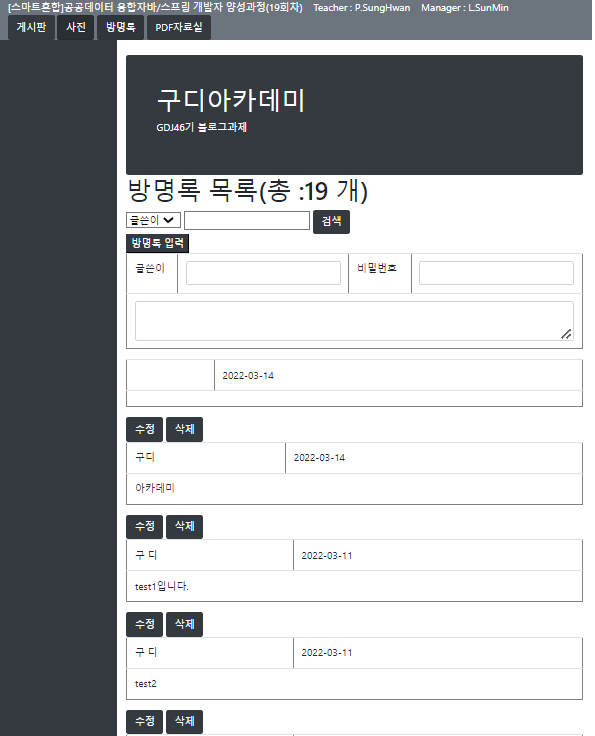 [스마트혼합]공공데이터 융합자바/스프링 개발자 양성과정(19회차) Teacher : P.SungHwan Manager : L.SunMin
게시판 사진 방명록 PDF자료실
구디아카데미
GDJ46기 블로그과제
방명록 목록(총 :19 개)
글쓴이 검색
방명록 입력
글쓴이 비밀번호
2022-03-14
수정 삭제
구디 2022-03-14
아카데미
수정 삭제
구 디 2022-03-11
test1입니다.
수정 삭제
구 디 2022-03-11
test2
수정 삭제